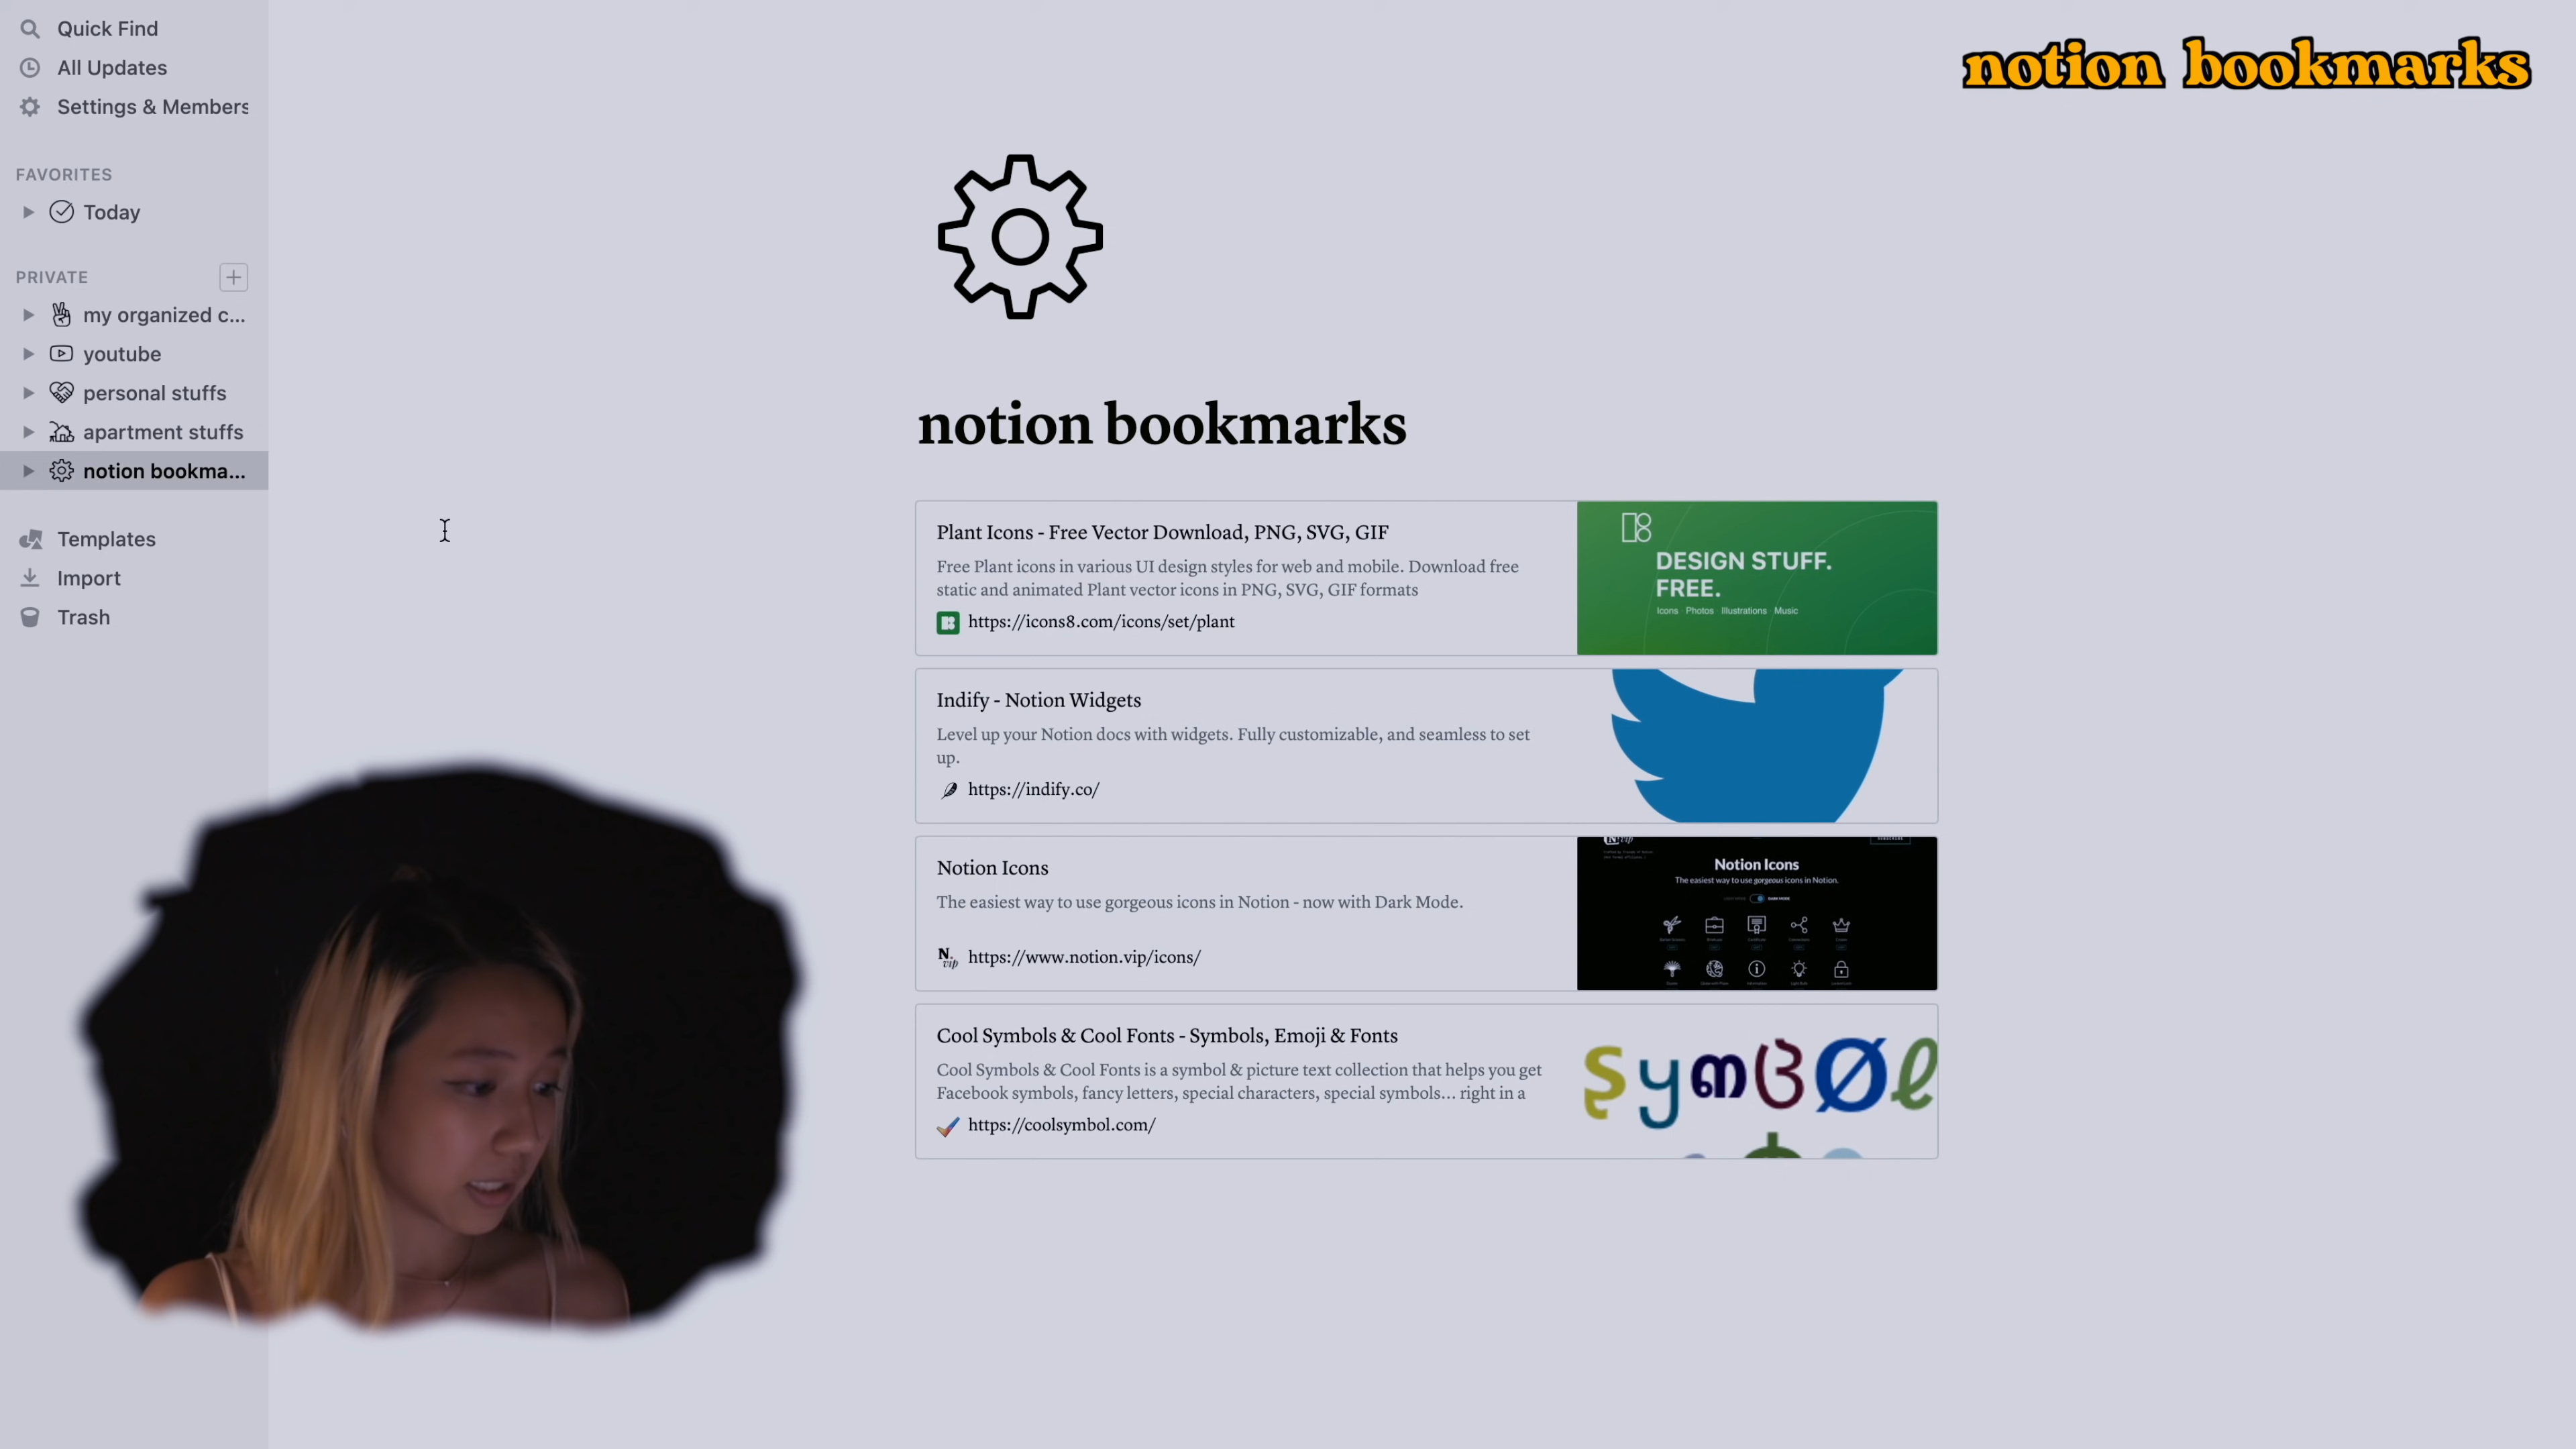 Quick Find
All Updates
Settings & Members
FAVORITES
Today
PRIVATE
my organized c...
youtube
personal stuffs
apartment stuffs
notion bookma...
Templates
Import
Trash
notion bookmarks
notion bookmarks
Plant Icons - Free Vector Download, PNG, SVG, GIF
Free Plant icons in various UI design styles for web and mobile. Download free
static and animated Plant vector icons in PNG, SVG, GIF formats
https://icons8.com/icons/set/plant
DESIGN STUFF.
FREE.
Icons Photos Illustrations Music
Indify - Notion Widgets
Level up your Notion docs with widgets. Fully customizable, and seamless to set
up.
https://indify.co/
Notion Icons
The easiest way to use gorgeous icons in Notion - now with Dark Mode.
N.
vip
https://www.notion.vip/icons/
Notion Icons
The easiest way to use gorgeous icons in Notion.
DARK MODE
Cool Symbols & Cool Fonts - Symbols, Emoji & Fonts
Cool Symbols & Cool Fonts is a symbol & picture text collection that helps you get
Facebook symbols, fancy letters, special characters, special symbols... right in a
https://coolsymbol.com/